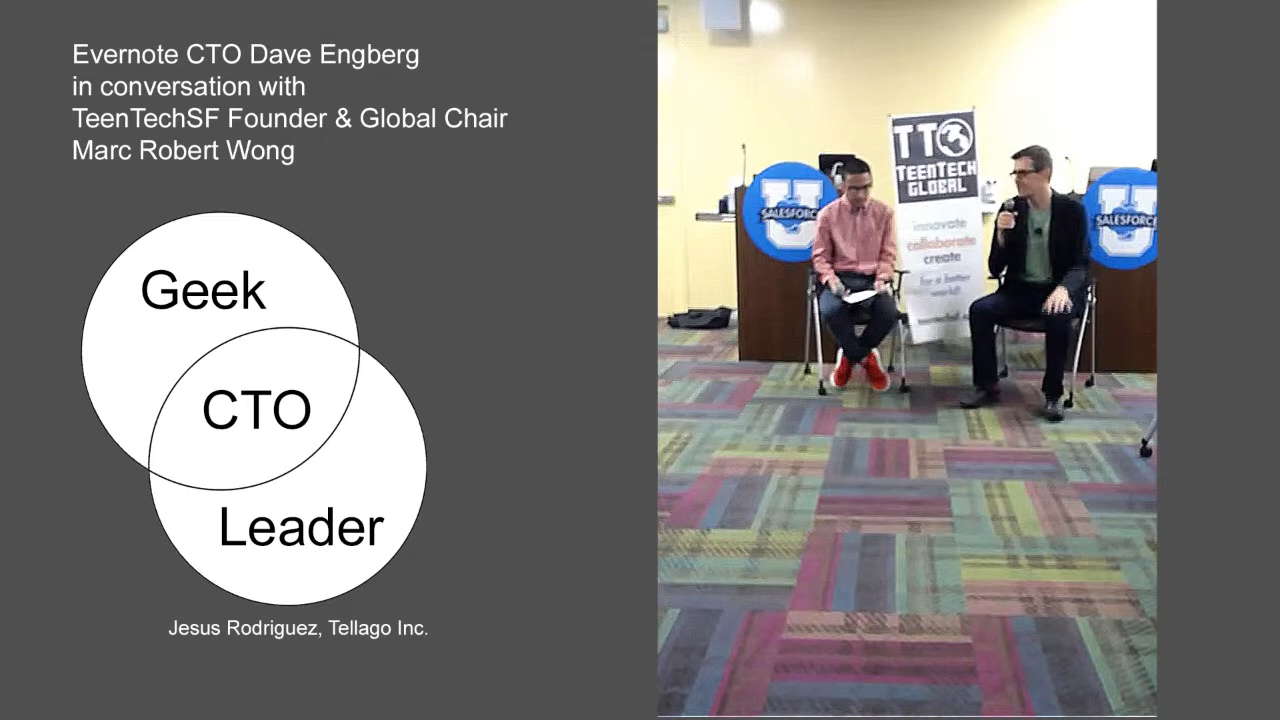 Evernote CTO Dave Engberg
in conversation with
TeenTechSF Founder & Global Chair
Marc Robert Wong
Geek
CTO
Leader
Jesus Rodriguez, Tellago Inc.
TT
TEENTECH
GLOBAL
innovate
collaborate
create
for a better
world!
U
SALESFORCE
U
SALESFORCE